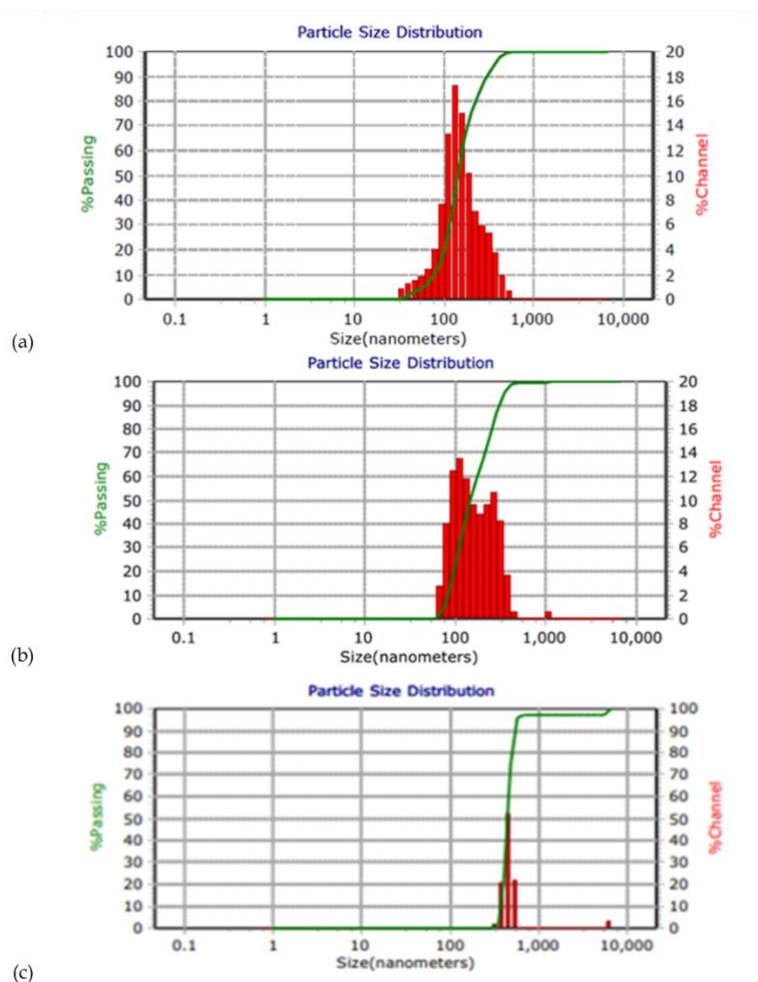 Particle Size Distribution
100 20
90 18
80 16
70 14
60 12
50 10
40 8
30 6
20 4
10 2
0 0
%Passing
%Channel
0.1 1 10 100 1,000 10,000
Size(nanometers)
(a)
Particle Size Distribution
100 20
90 18
80 16
70 14
60 12
50 10
40 8
30 6
20 4
10 2
0 0
%Passing
%Channel
0.1 1 10 100 1,000 10,000
Size(nanometers)
(b)
Particle Size Distribution
100 100
90 90
80 80
70 70
60 60
50 50
40 40
30 30
20 20
10 10
0 0
%Passing
%Channel
0.1 1 10 100 1,000 10,000
Size(nanometers)
(c)